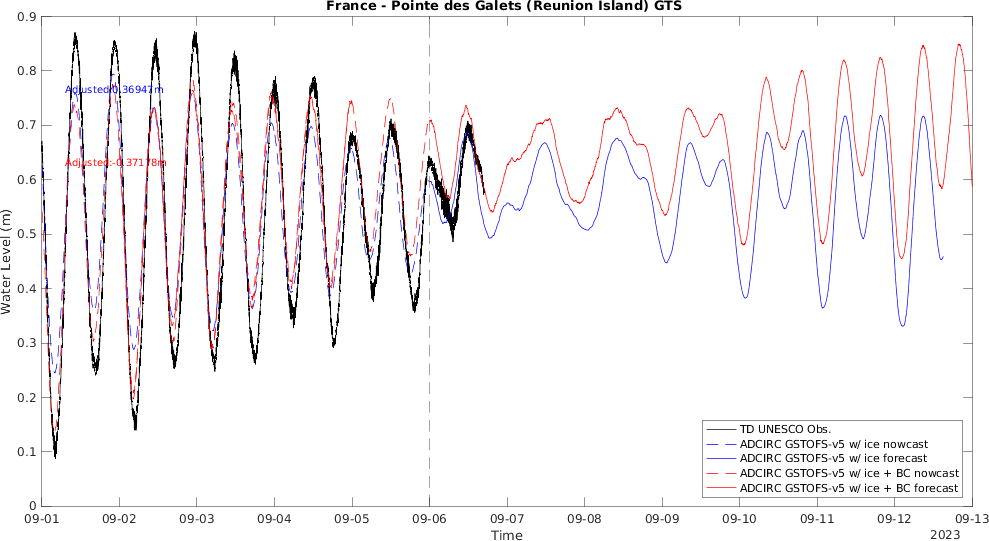 France - Pointe des Galets (Reunion Island) GTS
0.9
0.8
0.7
0.6
0.5
0.4
0.3
0.2
0.1
0
Water Level (m)
Adjusted:0.36947m
Adjusted:-0.37178m
TD UNESCO Obs.
ADCIRC GSTOFS-v5 w/ ice nowcast
ADCIRC GSTOFS-v5 w/ ice forecast
ADCIRC GSTOFS-v5 w/ ice + BC nowcast
ADCIRC GSTOFS-v5 w/ ice + BC forecast
09-01 09-02 09-03 09-04 09-05 09-06 09-07 09-08 09-09 09-10 09-11 09-12 09-13
Time
2023